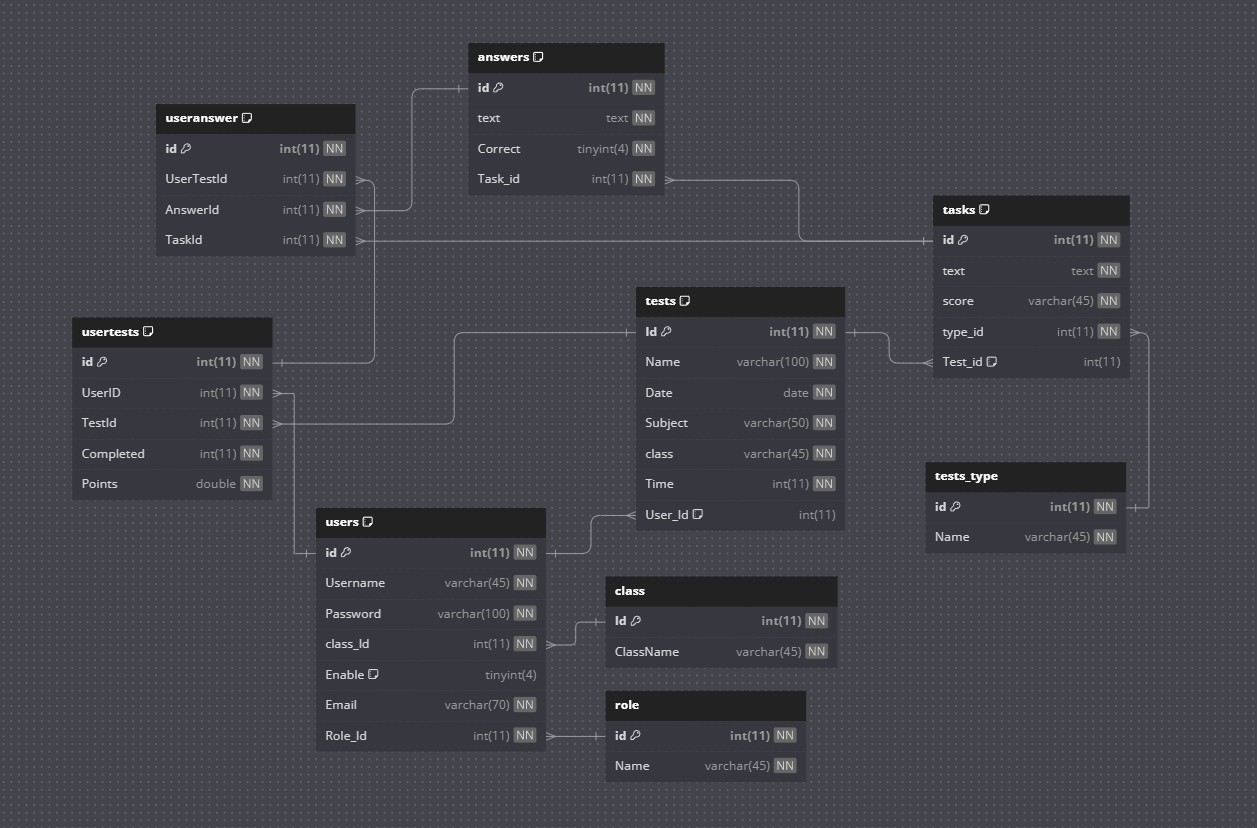 answers
id int(11) NN
text text NN
Correct tinyint(4) NN
Task_id int(11) NN
useranswer
id int(11) NN
UserTestId int(11) NN
AnswerId int(11) NN
TaskId int(11) NN
tasks
id int(11) NN
text text NN
score varchar(45) NN
type_id int(11) NN
Test_id int(11)
tests
Id int(11) NN
Name varchar(100) NN
Date date NN
Subject varchar(50) NN
class varchar(45) NN
Time int(11) NN
User_Id int(11)
usertests
id int(11) NN
UserID int(11) NN
TestId int(11) NN
Completed int(11) NN
Points double NN
tests_type
id int(11) NN
Name varchar(45) NN
users
id int(11) NN
Username varchar(45) NN
Password varchar(100) NN
class_Id int(11) NN
Enable tinyint(4)
Email varchar(70) NN
Role_Id int(11) NN
class
Id int(11) NN
ClassName varchar(45) NN
role
id int(11) NN
Name varchar(45) NN